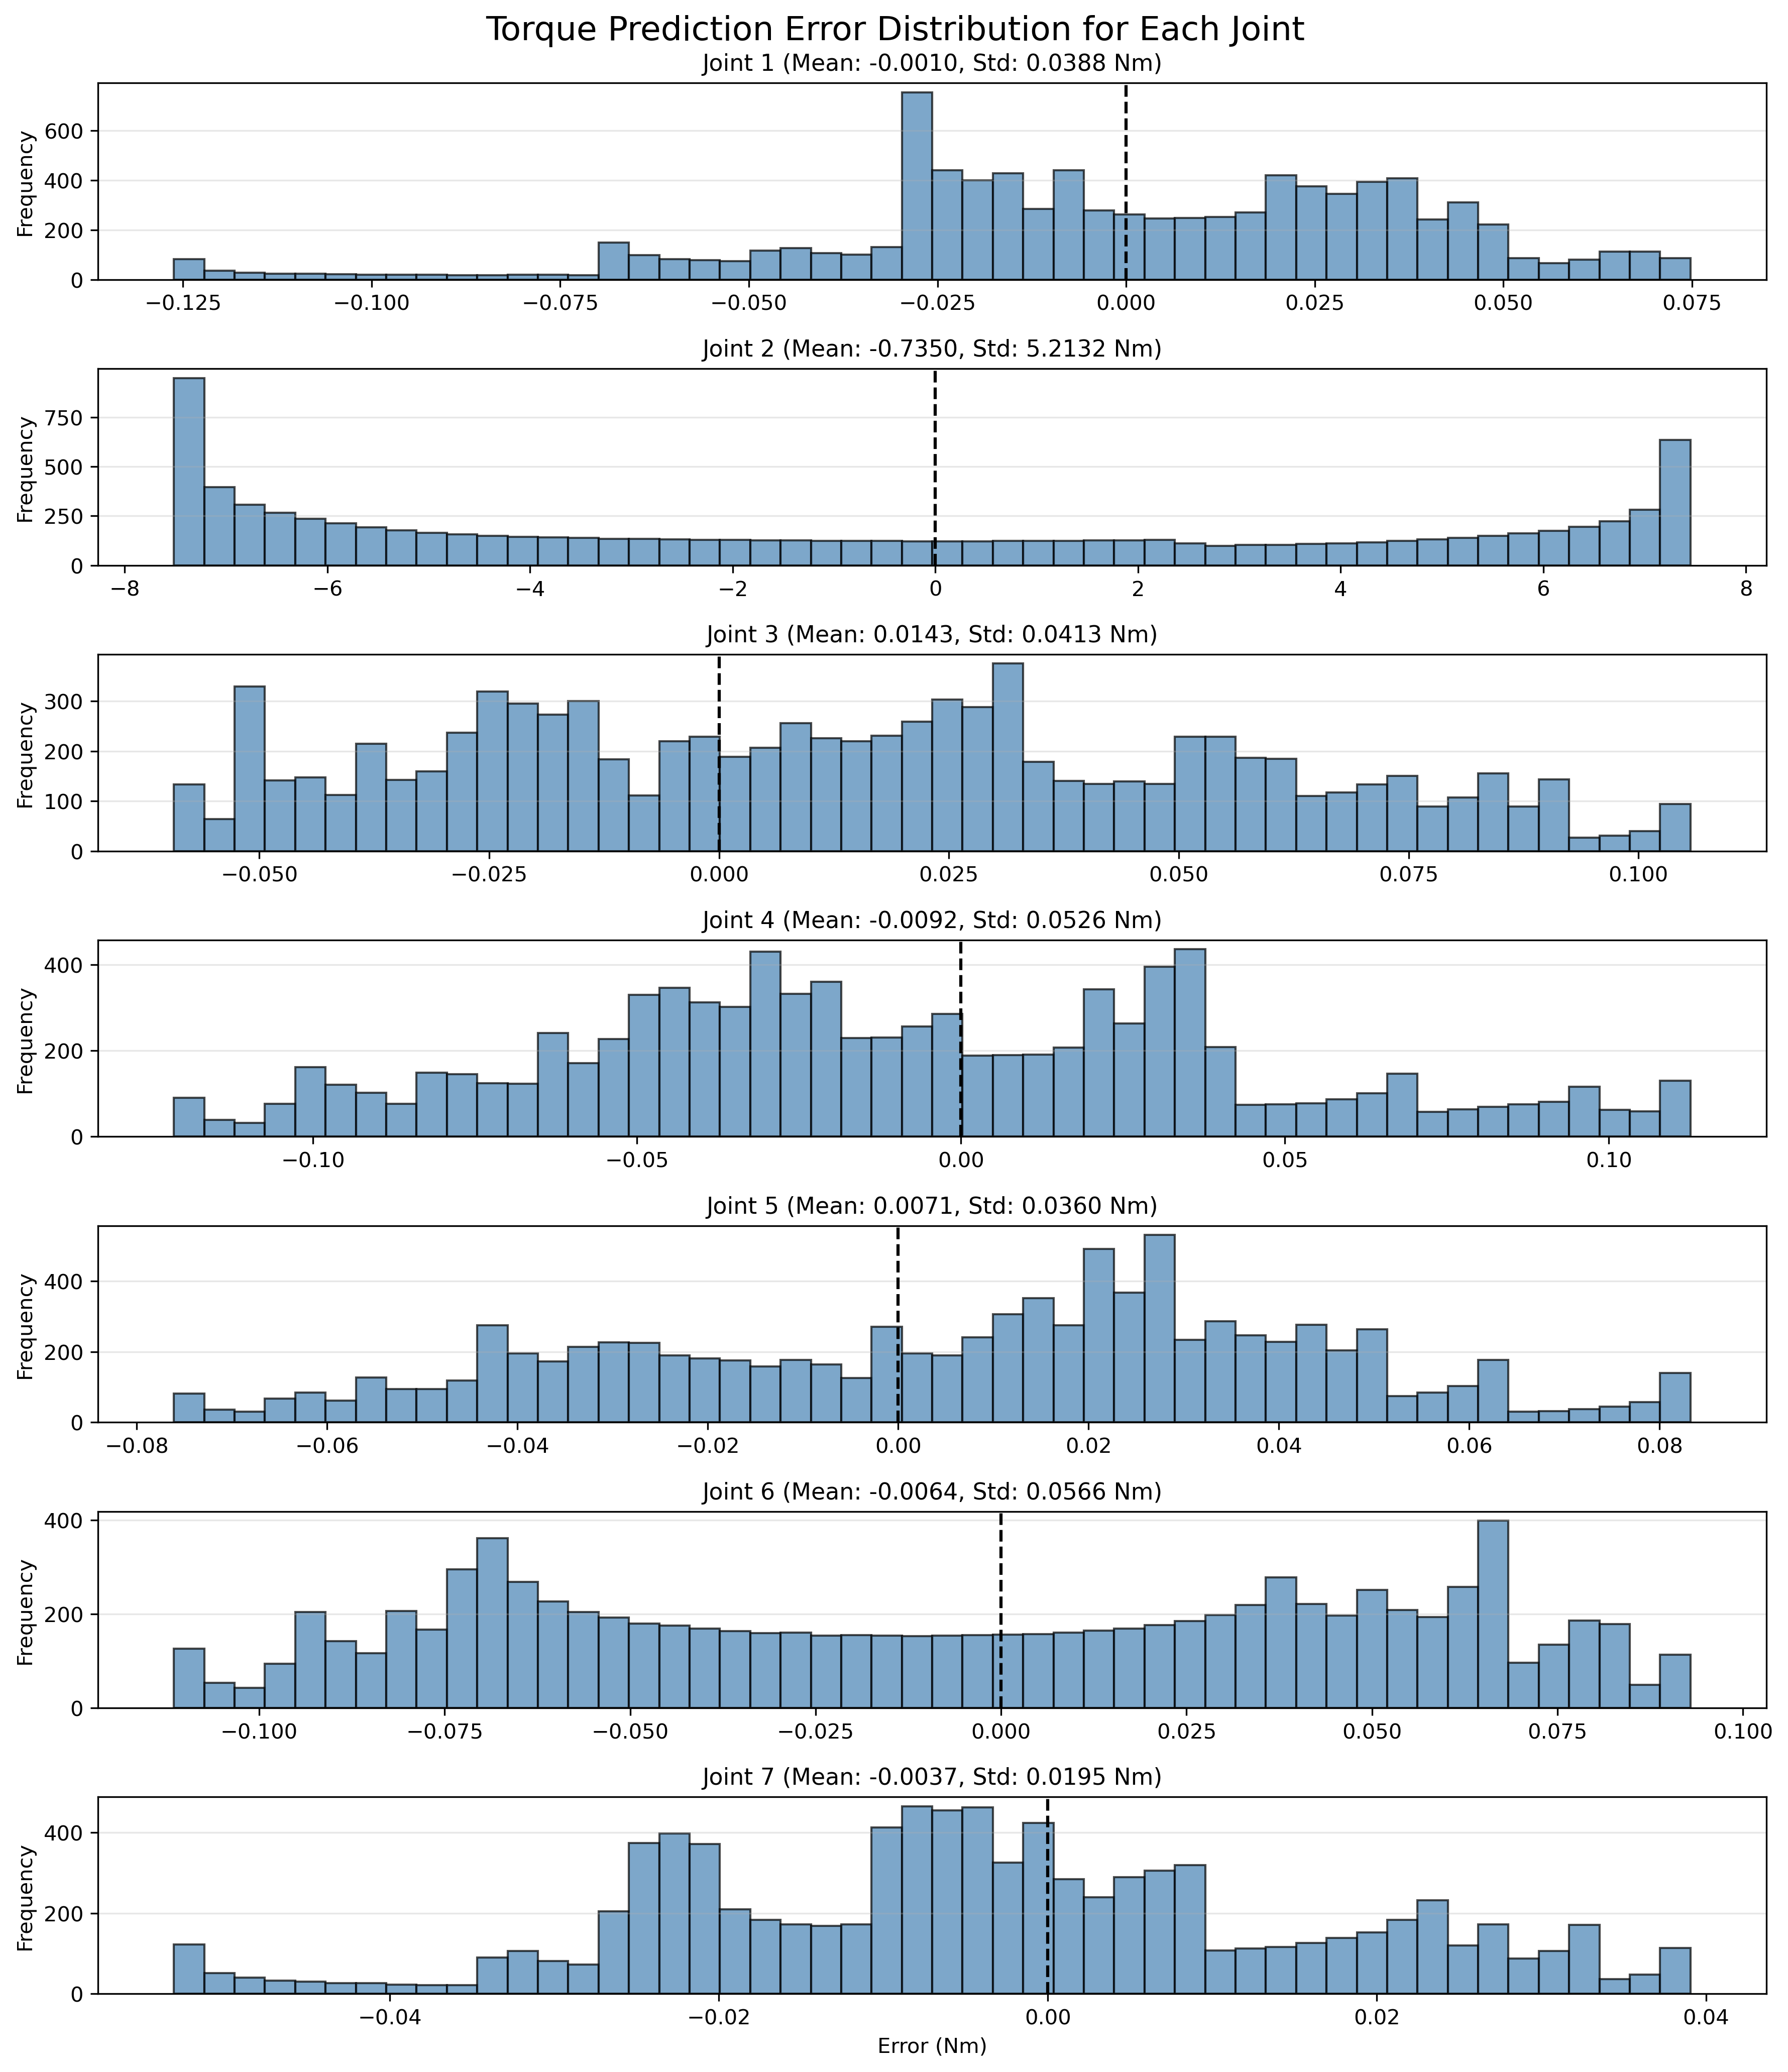 Torque Prediction Error Distribution for Each Joint
Joint 1 (Mean: -0.0010, Std: 0.0388 Nm)
Frequency
600
400
200
0
−0.125 −0.100 −0.075 −0.050 −0.025 0.000 0.025 0.050 0.075
Joint 2 (Mean: -0.7350, Std: 5.2132 Nm)
Frequency
750
500
250
0
−8 −6 −4 −2 0 2 4 6 8
Joint 3 (Mean: 0.0143, Std: 0.0413 Nm)
Frequency
300
200
100
0
−0.050 −0.025 0.000 0.025 0.050 0.075 0.100
Joint 4 (Mean: -0.0092, Std: 0.0526 Nm)
Frequency
400
200
0
−0.10 −0.05 0.00 0.05 0.10
Joint 5 (Mean: 0.0071, Std: 0.0360 Nm)
Frequency
400
200
0
−0.08 −0.06 −0.04 −0.02 0.00 0.02 0.04 0.06 0.08
Joint 6 (Mean: -0.0064, Std: 0.0566 Nm)
Frequency
400
200
0
−0.100 −0.075 −0.050 −0.025 0.000 0.025 0.050 0.075 0.100
Joint 7 (Mean: -0.0037, Std: 0.0195 Nm)
Frequency
400
200
0
−0.04 −0.02 0.00 0.02 0.04
Error (Nm)